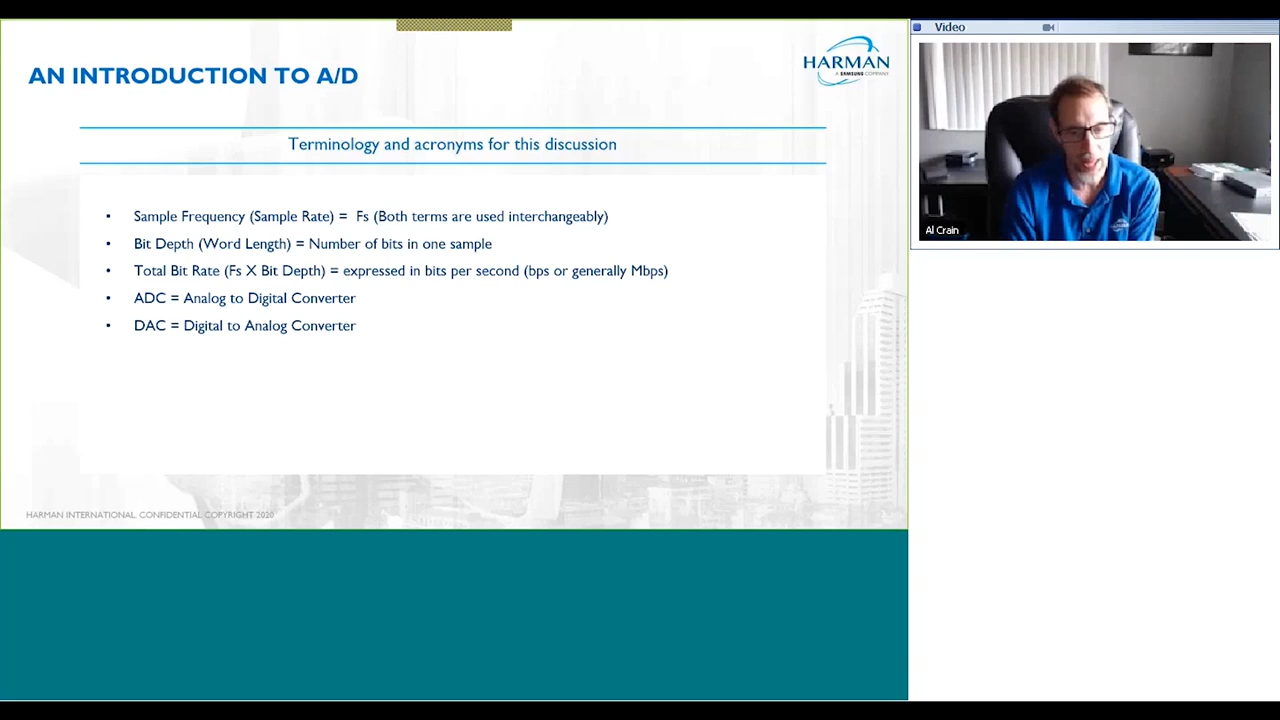 AN INTRODUCTION TO A/D
HARMAN
A SAMSUNG COMPANY
Terminology and acronyms for this discussion
• Sample Frequency (Sample Rate) = Fs (Both terms are used interchangeably)
• Bit Depth (Word Length) = Number of bits in one sample
• Total Bit Rate (Fs X Bit Depth) = expressed in bits per second (bps or generally Mbps)
• ADC = Analog to Digital Converter
• DAC = Digital to Analog Converter
HARMAN INTERNATIONAL. CONFIDENTIAL. COPYRIGHT 2020
Video
Al Crain